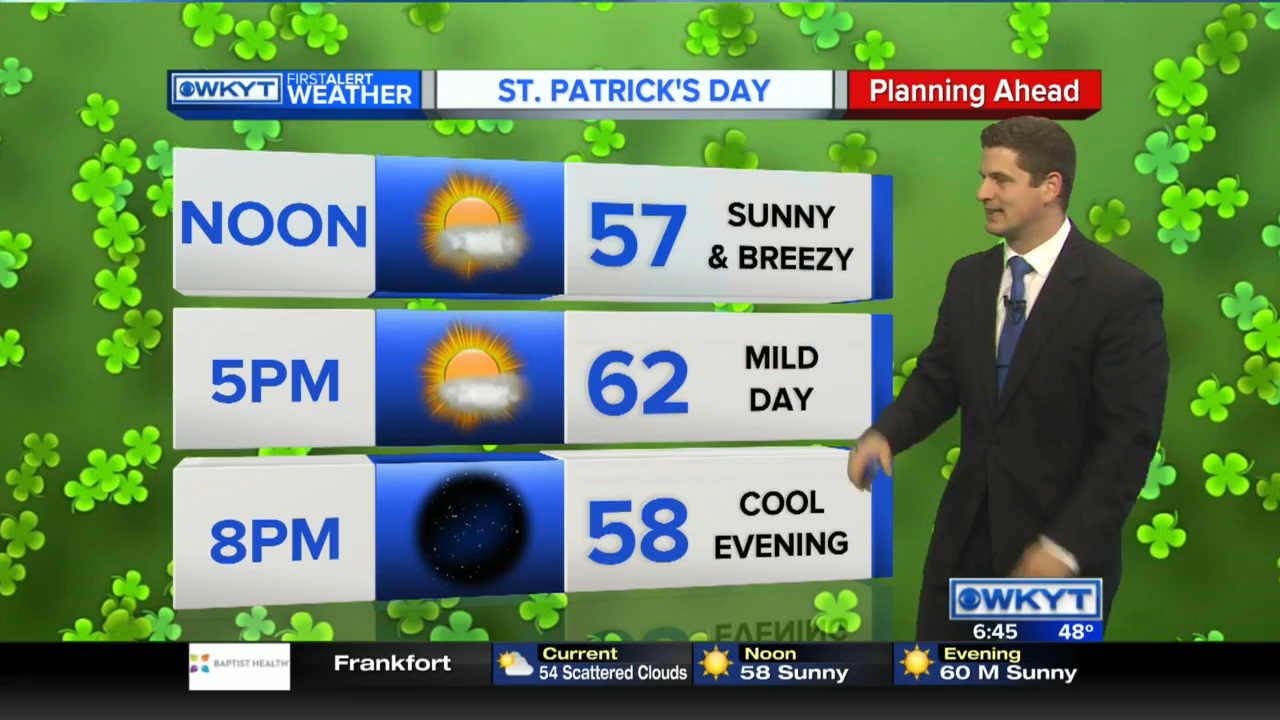 WKYT FIRST ALERT WEATHER
ST. PATRICK'S DAY
Planning Ahead
NOON
57
SUNNY
& BREEZY
5PM
62
MILD
DAY
8PM
58
COOL
EVENING
EVENING
WKYT
6:45 48°
BAPTIST HEALTH
Frankfort
Current
54 Scattered Clouds
Noon
58 Sunny
Evening
60 M Sunny